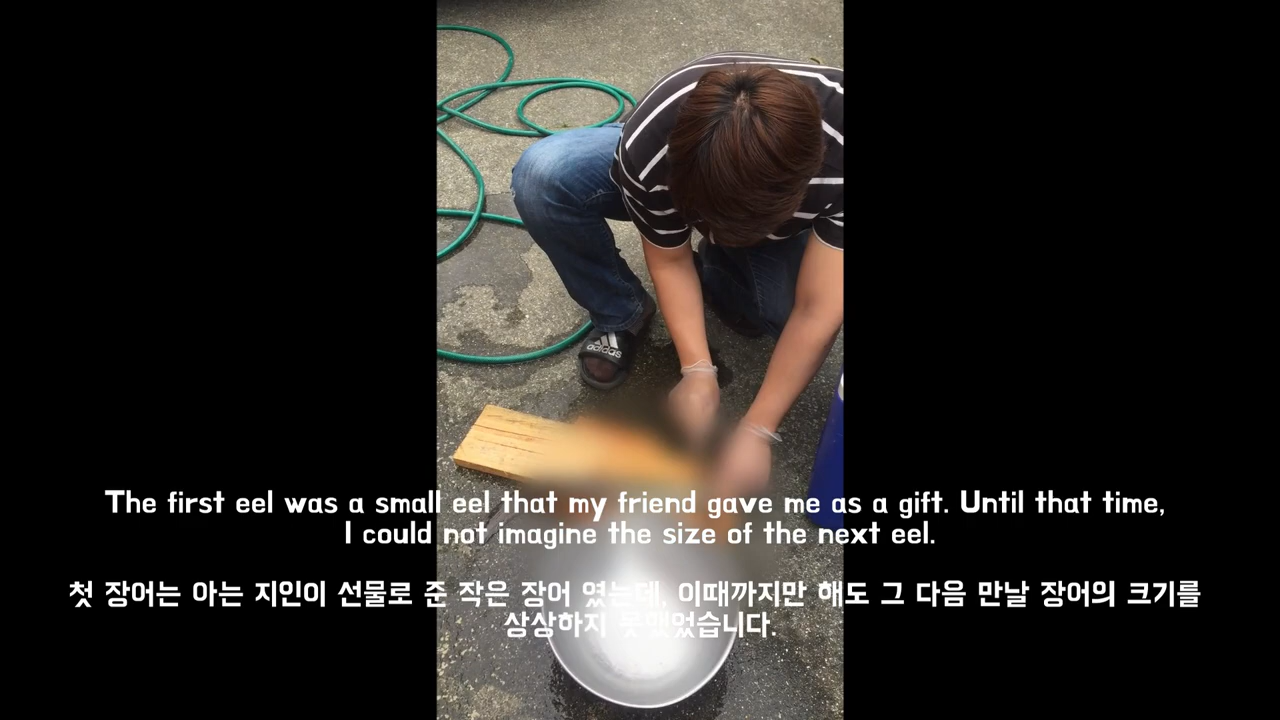 adidas
The first eel was a small eel that my friend gave me as a gift. Until that time,
I could not imagine the size of the next eel.
첫 장어는 아는 지인이 선물로 준 작은 장어 였는데, 이때까지만 해도 그 다음 만날 장어의 크기를
상상하지 못했었습니다.